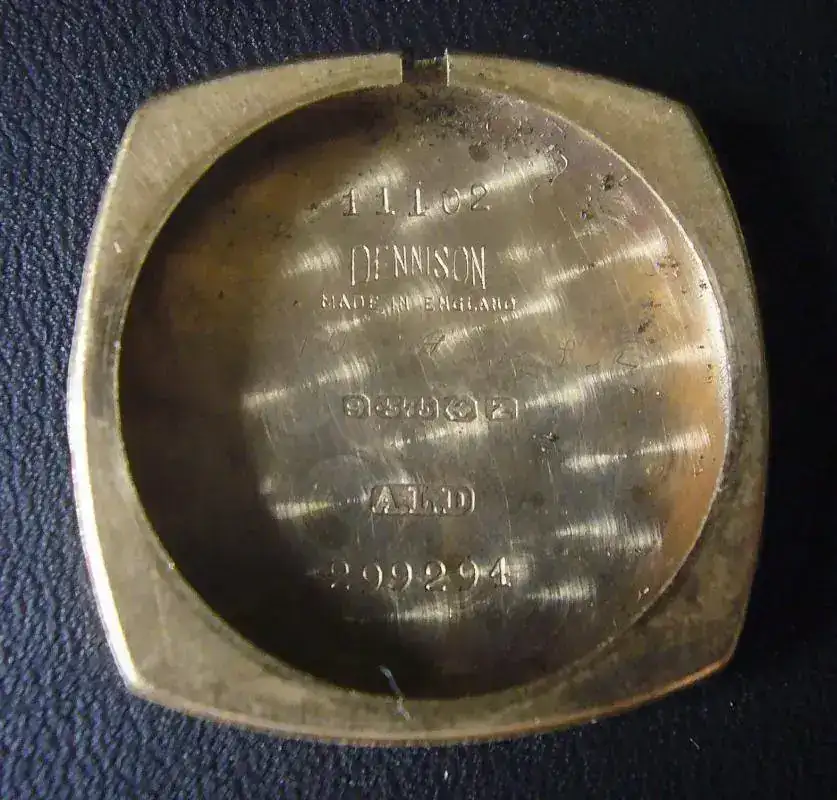 11102
DENNISON
MADE IN ENGLAND
9 .375 Z
A.L.D
299294